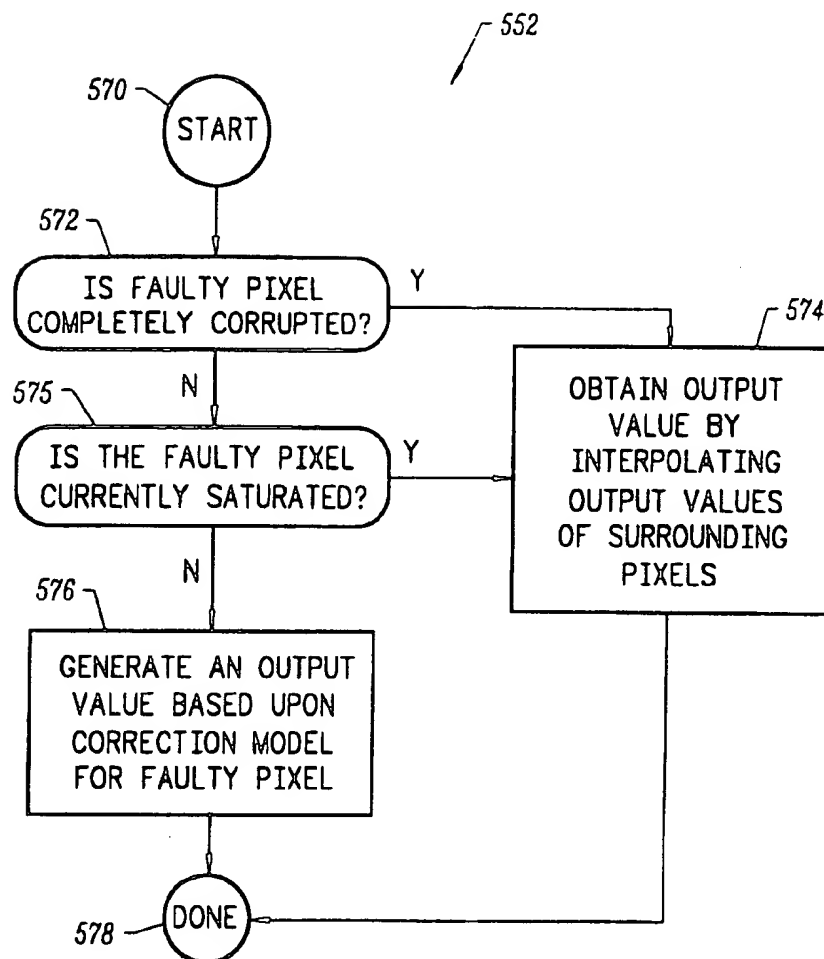 552
570
START
572
IS FAULTY PIXEL
COMPLETELY CORRUPTED?
Y
574
N
OBTAIN OUTPUT
VALUE BY
INTERPOLATING
OUTPUT VALUES
OF SURROUNDING
PIXELS
575
IS THE FAULTY PIXEL
CURRENTLY SATURATED?
Y
N
576
GENERATE AN OUTPUT
VALUE BASED UPON
CORRECTION MODEL
FOR FAULTY PIXEL
DONE
578